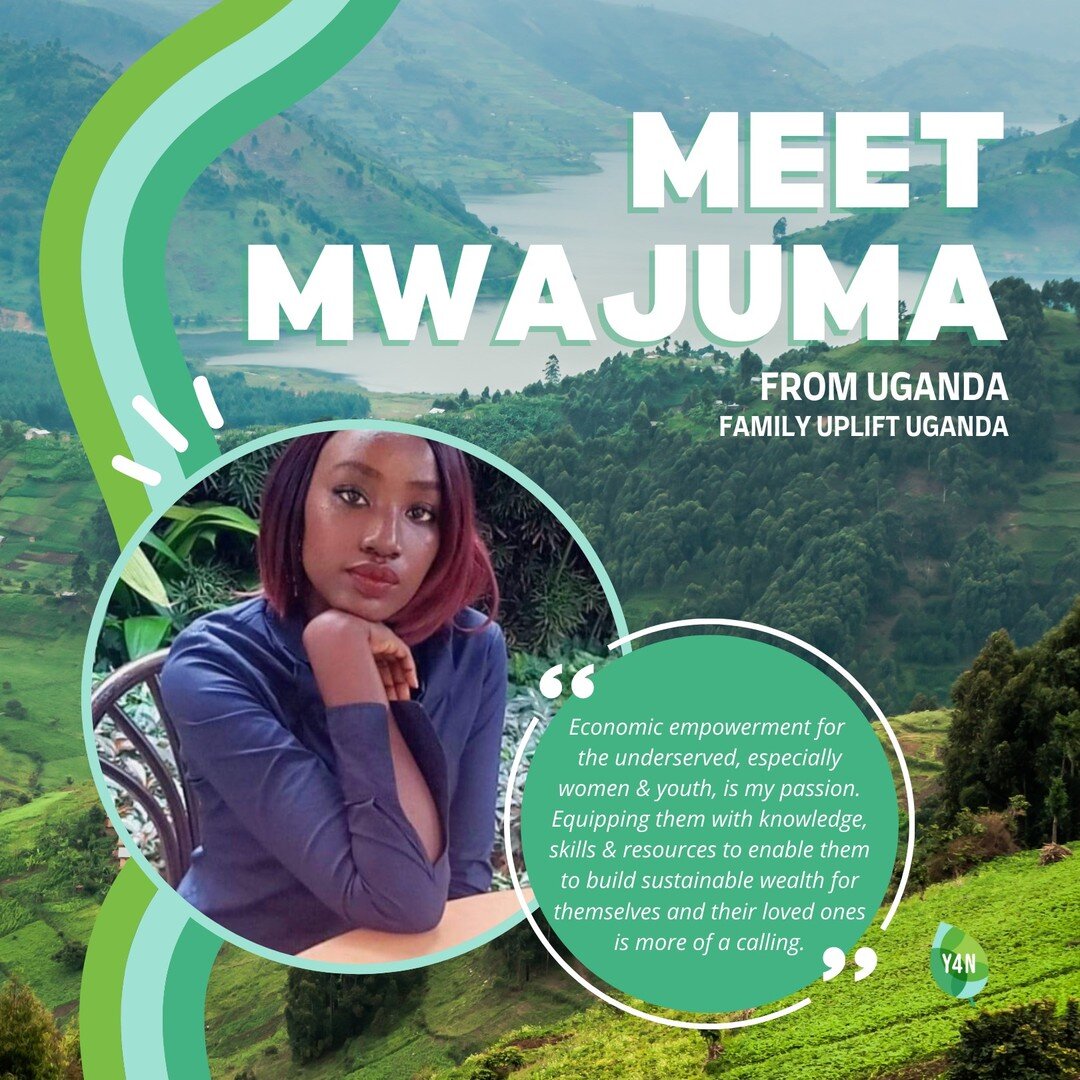 MEET
MWAJUMA
FROM UGANDA
FAMILY UPLIFT UGANDA
“
Economic empowerment for
the underserved, especially
women & youth, is my passion.
Equipping them with knowledge,
skills & resources to enable them
to build sustainable wealth for
themselves and their loved ones
is more of a calling.
”
Y4N